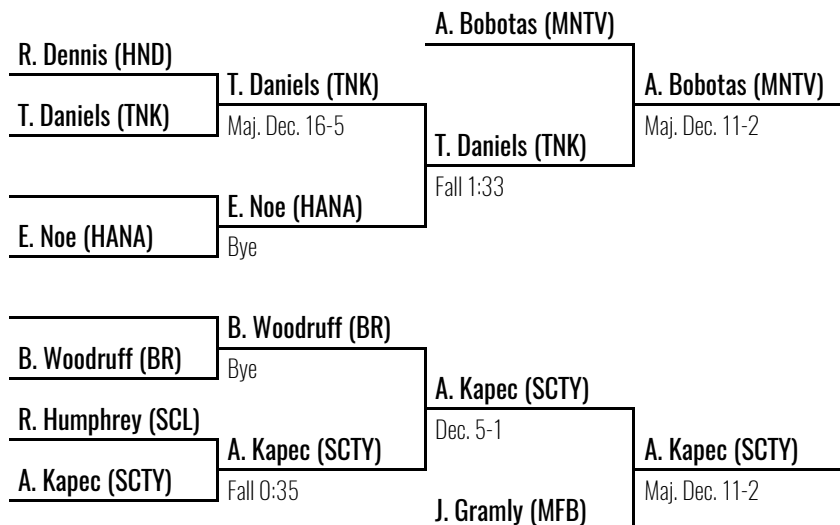 A. Bobotas (MNTV)
R. Dennis (HND)
T. Daniels (TNK)
A. Bobotas (MNTV)
T. Daniels (TNK)
Maj. Dec. 16-5
Maj. Dec. 11-2
T. Daniels (TNK)
Fall 1:33
E. Noe (HANA)
E. Noe (HANA)
Bye
B. Woodruff (BR)
B. Woodruff (BR)
Bye
A. Kapec (SCTY)
R. Humphrey (SCL)
Dec. 5-1
A. Kapec (SCTY)
A. Kapec (SCTY)
A. Kapec (SCTY)
Fall 0:35
Maj. Dec. 11-2
J. Gramly (MFB)